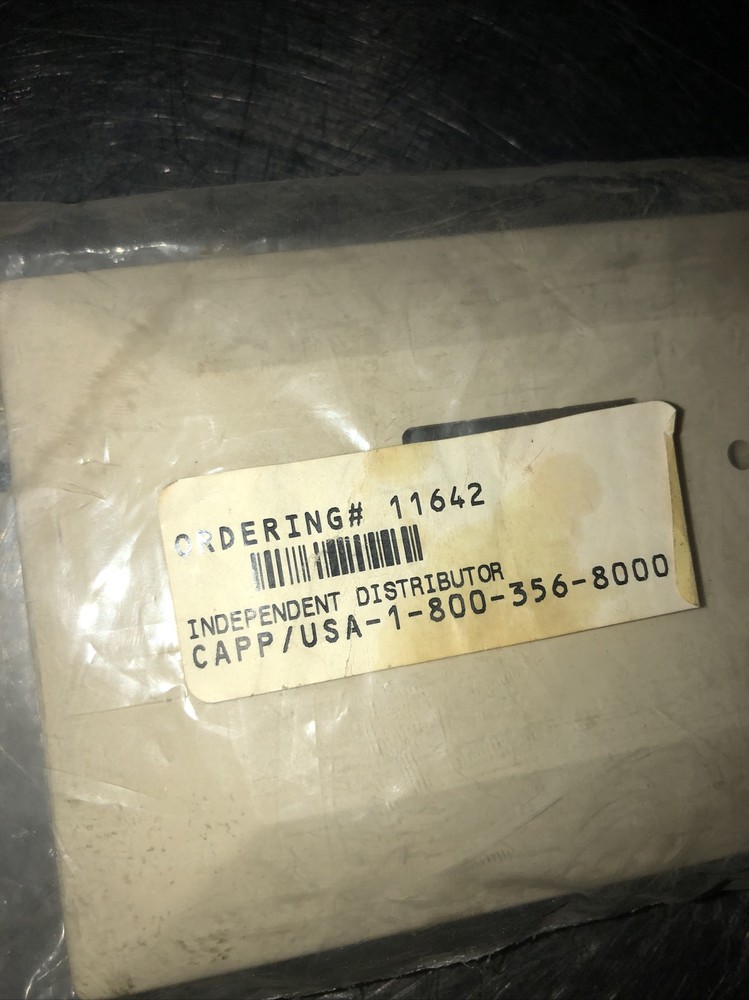 ORDERING# 11642
INDEPENDENT DISTRIBUTOR
CAPP/USA-1-800-356-8000